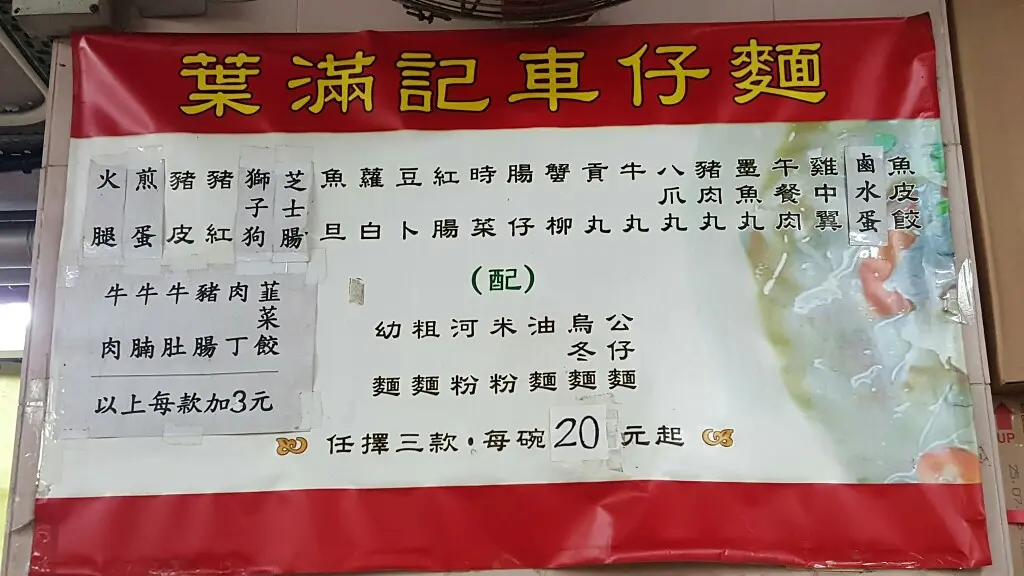 葉滿記車仔麵
魚皮餃
鹵水蛋
雞中翼
午餐肉
墨魚丸
豬肉丸
八爪丸
牛丸
貢丸
蟹柳
腸仔
時菜
紅腸
豆卜
蘿白
魚旦
芝士腸
獅子狗
豬紅
豬皮
煎蛋
火腿
韮菜餃
肉丁
豬腸
牛肚
牛腩
牛肉
以上每款加3元
(配)
公仔麵
烏冬麵
油麵
米粉
河粉
粗麵
幼麵
任擇三款•每碗20元起
UP